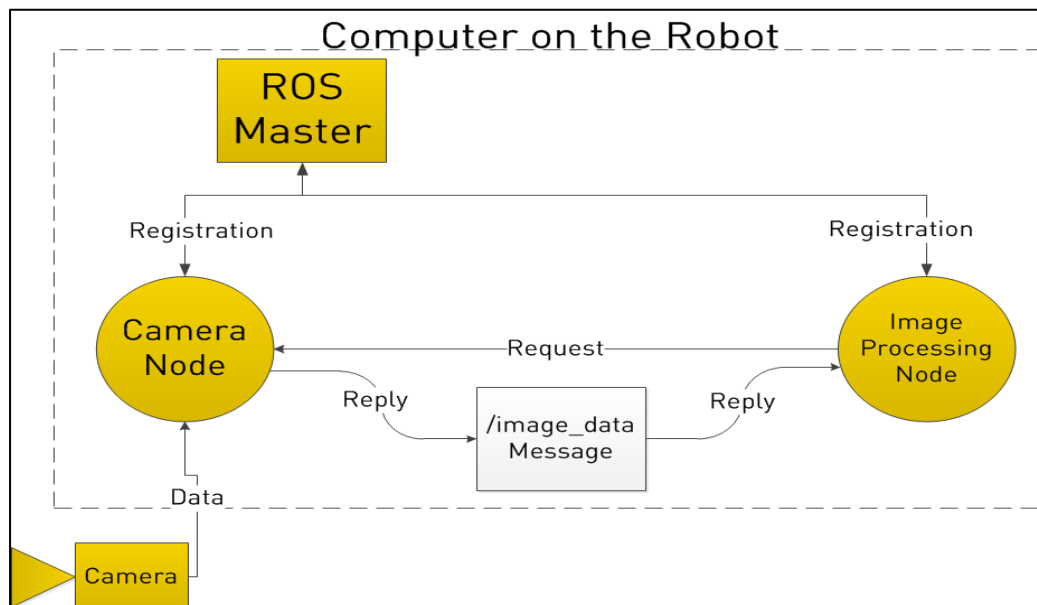 Computer on the Robot
ROS
Master
Registration
Registration
Camera
Node
Image
Processing
Node
Request
Reply
Reply
/image_data
Message
Data
Camera